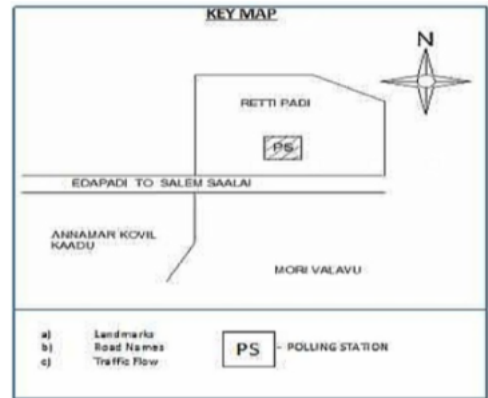 KEY MAP
N
RETTI PADI
PS
EDAPADI TO SALEM SAALAI
ANNAMAR KOVIL
KAADU
MORI VALAVU
a) Landmarks
b) Road Names
c) Traffic Flow
PS - POLLING STATION